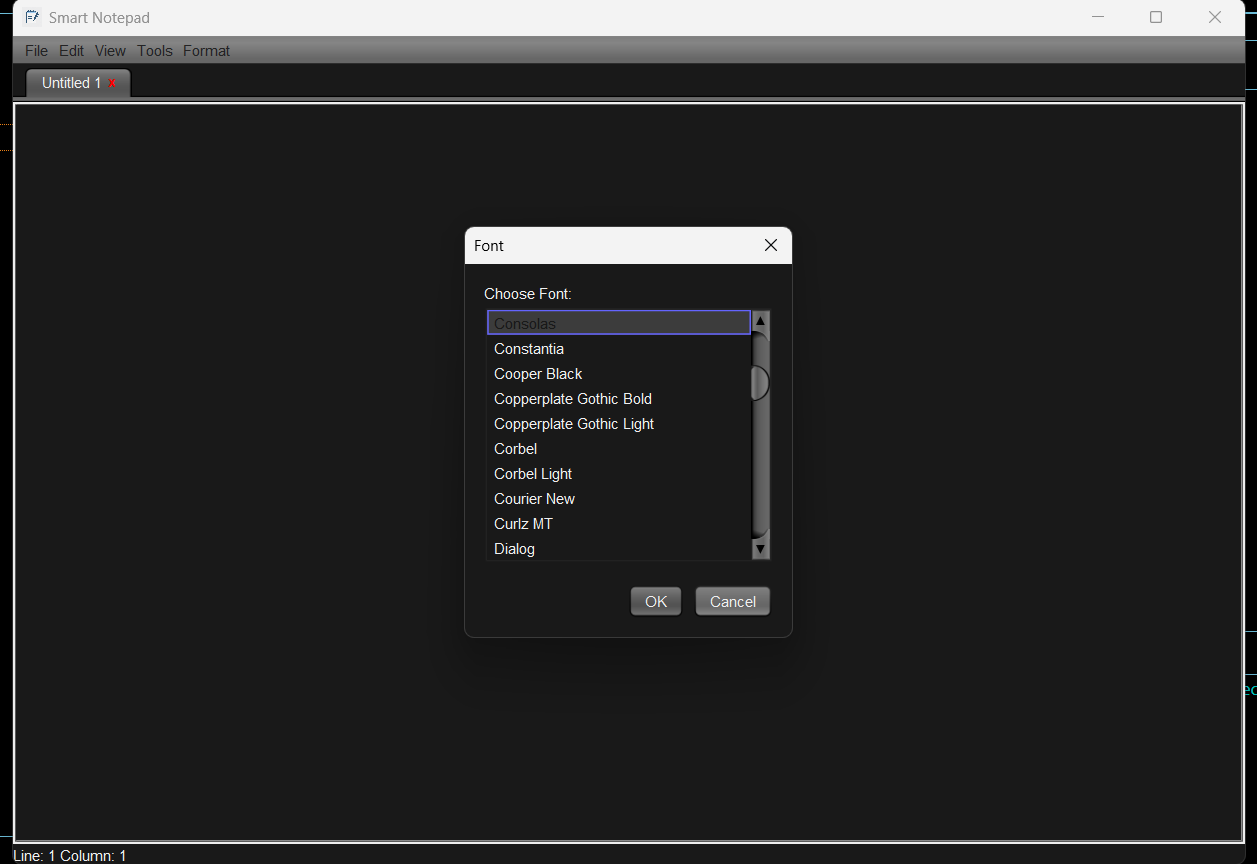 Smart Notepad
File Edit View Tools Format
Untitled 1 x
Font
Choose Font:
Consolas
Constantia
Cooper Black
Copperplate Gothic Bold
Copperplate Gothic Light
Corbel
Corbel Light
Courier New
Curlz MT
Dialog
OK Cancel
Line: 1 Column: 1